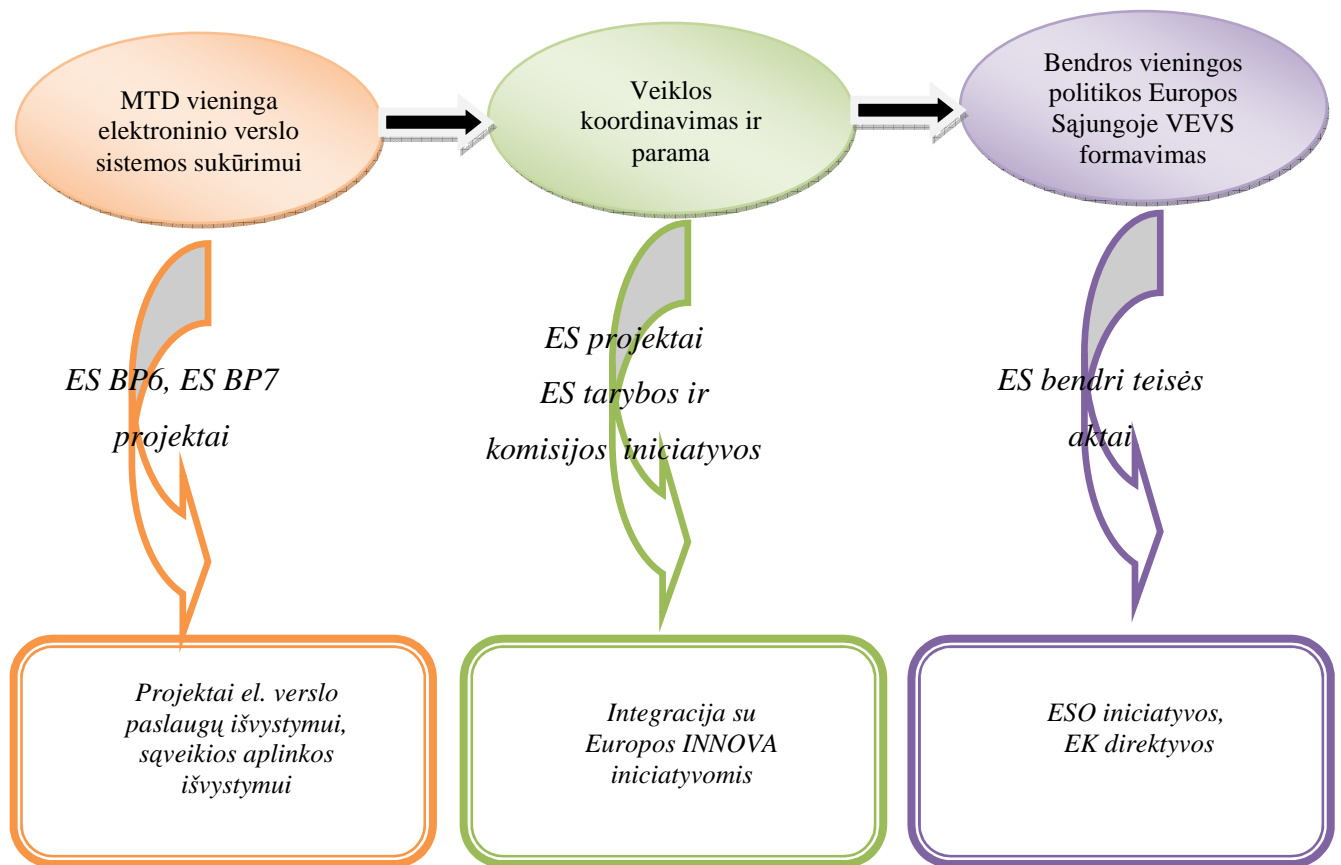 MTD vieninga
elektroninio verslo
sistemos sukūrimui
Veiklos
koordinavimas ir
parama
Bendros vieningos
politikos Europos
Sąjungoje VEVS
formavimas
ES BP6, ES BP7
projektai
ES projektai
ES tarybos ir
komisijos iniciatyvos
ES bendri teisės
aktai
Projektai el. verslo
paslaugų išvystymui,
sąveikios aplinkos
išvystymui
Integracija su
Europos INNOVA
iniciatyvomis
ESO iniciatyvos,
EK direktyvos